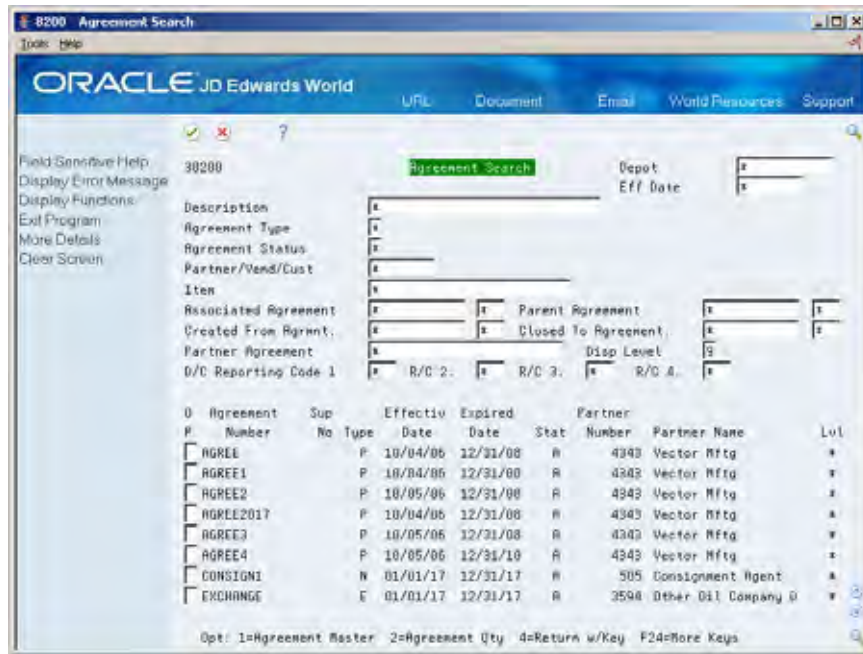 8200 Agreement Search
Tools Help
ORACLE JD Edwards World
URL Document Email World Resources Support
?
Field Sensitive Help
Display Error Message
Display Functions
Exit Program
More Details
Clear Screen
38200 Agreement Search Depot *
Eff Date *
Description *
Agreement Type *
Agreement Status *
Partner/Vend/Cust *
Item *
Associated Agreement * * Parent Agreement * *
Created From Agrmnt. * * Closed To Agreement. * *
Partner Agreement * Disp Level 9
D/C Reporting Code 1 * R/C 2. * R/C 3. * R/C 4. *
O Agreement Sup Effectiv Expired Partner
P Number No Type Date Date Stat Number Partner Name Lvl
AGREE P 10/04/06 12/31/08 A 4343 Vector Mftg *
AGREE1 P 10/04/06 12/31/08 A 4343 Vector Mftg *
AGREE2 P 10/05/06 12/31/08 A 4343 Vector Mftg *
AGREE2017 P 10/04/06 12/31/08 A 4343 Vector Mftg *
AGREE3 P 10/05/06 12/31/08 A 4343 Vector Mftg *
AGREE4 P 10/05/06 12/31/10 A 4343 Vector Mftg *
CONSIGN1 N 01/01/17 12/31/17 A 505 Consignment Agent *
EXCHANGE E 01/01/17 12/31/17 A 3594 Other Oil Company *
Opt: 1=Agreement Master 2=Agreement Qty 4=Return w/Key F24=More Keys